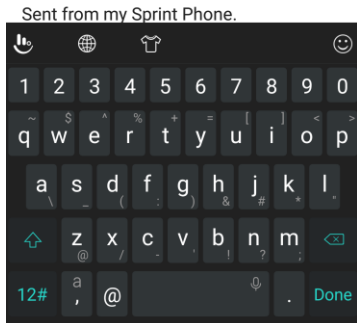 Sent from my Sprint Phone.
1 2 3 4 5 6 7 8 9 0
~ $ ^ % + = [ ] < >
q w e r t y u i o p
a s d f g h j k l
\ _ ( : ) & # * "
z x c v b n m
@ / - ' ! ? ;
12# a , @ . Done